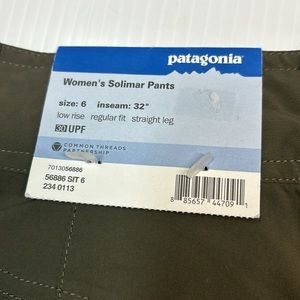 patagonia
Women's Solimar Pants
size: 6 inseam: 32"
low rise regular fit straight leg
30 UPF
COMMON THREADS
PARTNERSHIP
7013056886
56886 SIT 6
234 0113
8 85657 44709 1